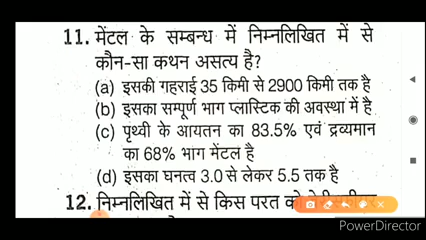 11. मेंटल के सम्बन्ध में निम्नलिखित में से
कौन-सा कथन असत्य है?
(a) इसकी गहराई 35 किमी से 2900 किमी तक है
(b) इसका सम्पूर्ण भाग प्लास्टिक की अवस्था में है
(c) पृथ्वी के आयतन का 83.5% एवं द्रव्यमान
का 68% भाग मेंटल है
(d) इसका घनत्व 3.0 से लेकर 5.5 तक है
12. निम्नलिखित में से किस परत को
PowerDirector